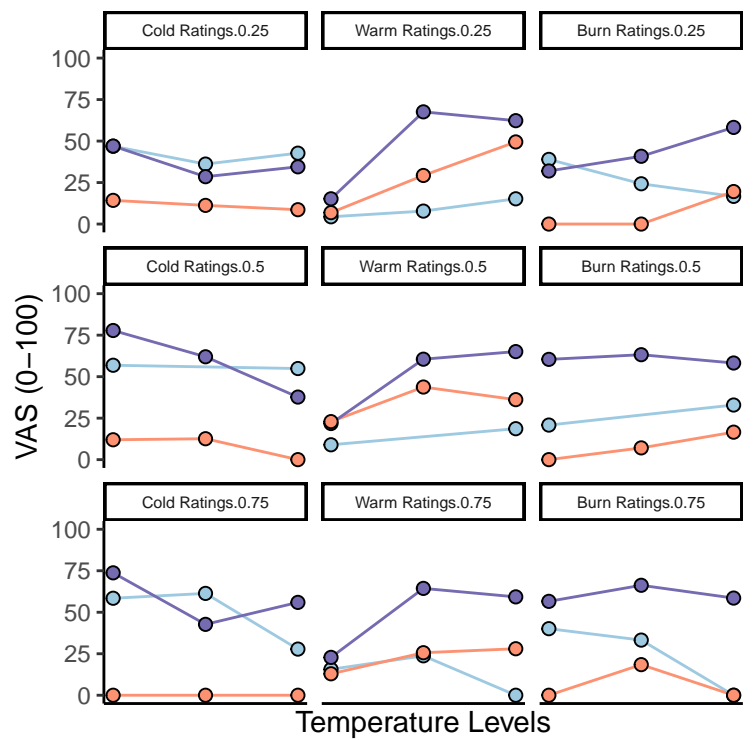 Cold Ratings.0.25
Warm Ratings.0.25
Burn Ratings.0.25
100
75
50
25
0
Cold Ratings.0.5
Warm Ratings.0.5
Burn Ratings.0.5
100
75
50
25
0
Cold Ratings.0.75
Warm Ratings.0.75
Burn Ratings.0.75
100
75
50
25
0
VAS (0−100)
Temperature Levels